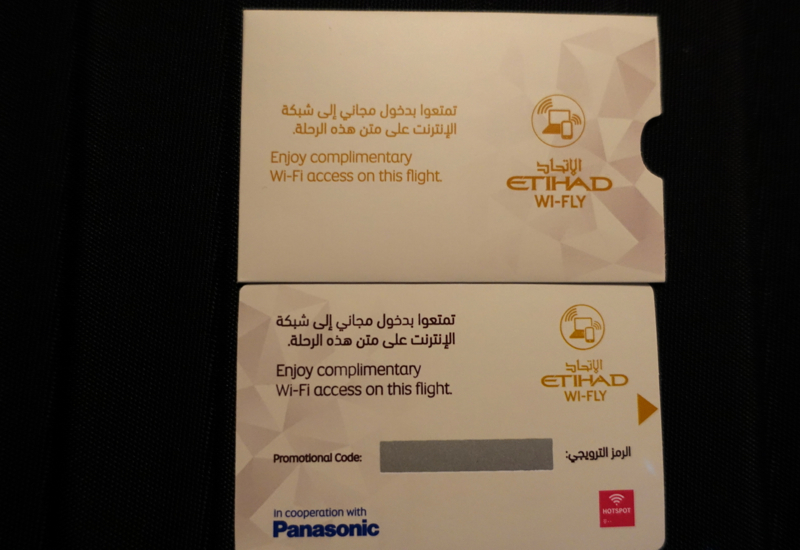 تمتعوا بدخول مجاني إلى شبكة
الإنترنت على متن هذه الرحلة.
Enjoy complimentary
Wi-Fi access on this flight.
الإتحاد
ETIHAD
WI-FLY
تمتعوا بدخول مجاني إلى شبكة
الإنترنت على متن هذه الرحلة.
Enjoy complimentary
Wi-Fi access on this flight.
الإتحاد
ETIHAD
WI-FLY
Promotional Code:
الرمز الترويجي:
In cooperation with
Panasonic
HOTSPOT